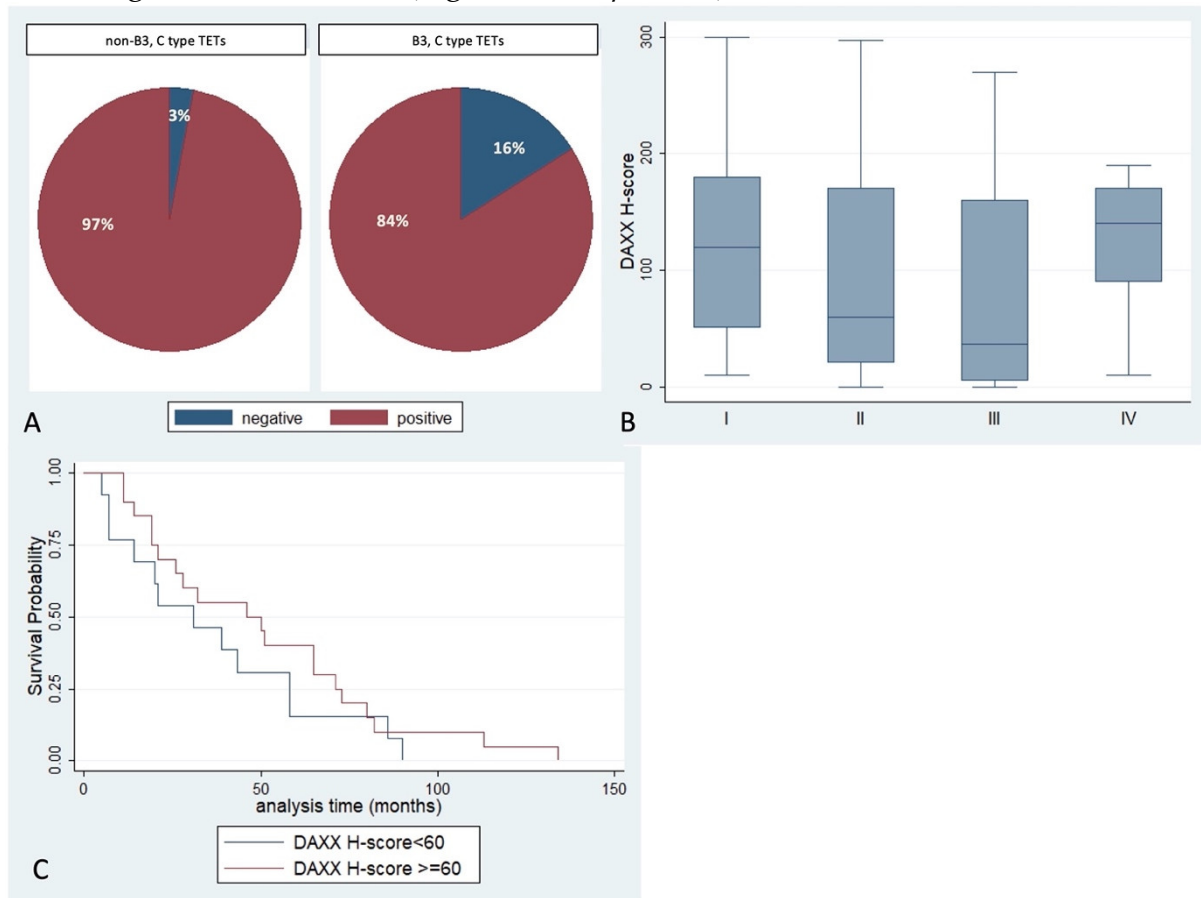 non-B3, C type TETs
B3, C type TETs
3%
97%
16%
84%
negative
positive
A
DAXX H-score
300
200
100
0
I
II
III
IV
B
Survival Probability
1.00
0.75
0.50
0.25
0.00
0
50
100
150
analysis time (months)
DAXX H-score<60
DAXX H-score >=60
C